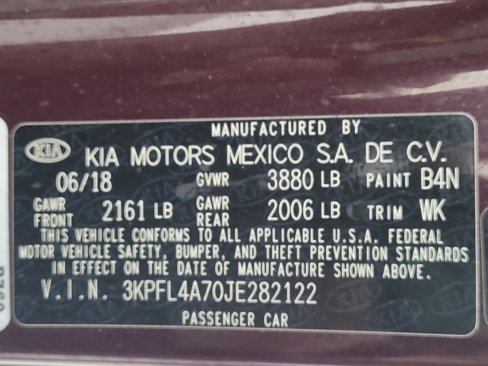 MANUFACTURED BY
KIA KIA MOTORS MEXICO S.A. DE C.V.
06/18 GVWR 3880 LB PAINT B4N
GAWR FRONT 2161 LB GAWR REAR 2006 LB TRIM WK
THIS VEHICLE CONFORMS TO ALL APPLICABLE U.S.A. FEDERAL
MOTOR VEHICLE SAFETY, BUMPER, AND THEFT PREVENTION STANDARDS
IN EFFECT ON THE DATE OF MANUFACTURE SHOWN ABOVE.
V.I.N. 3KPFL4A70JE282122
PASSENGER CAR